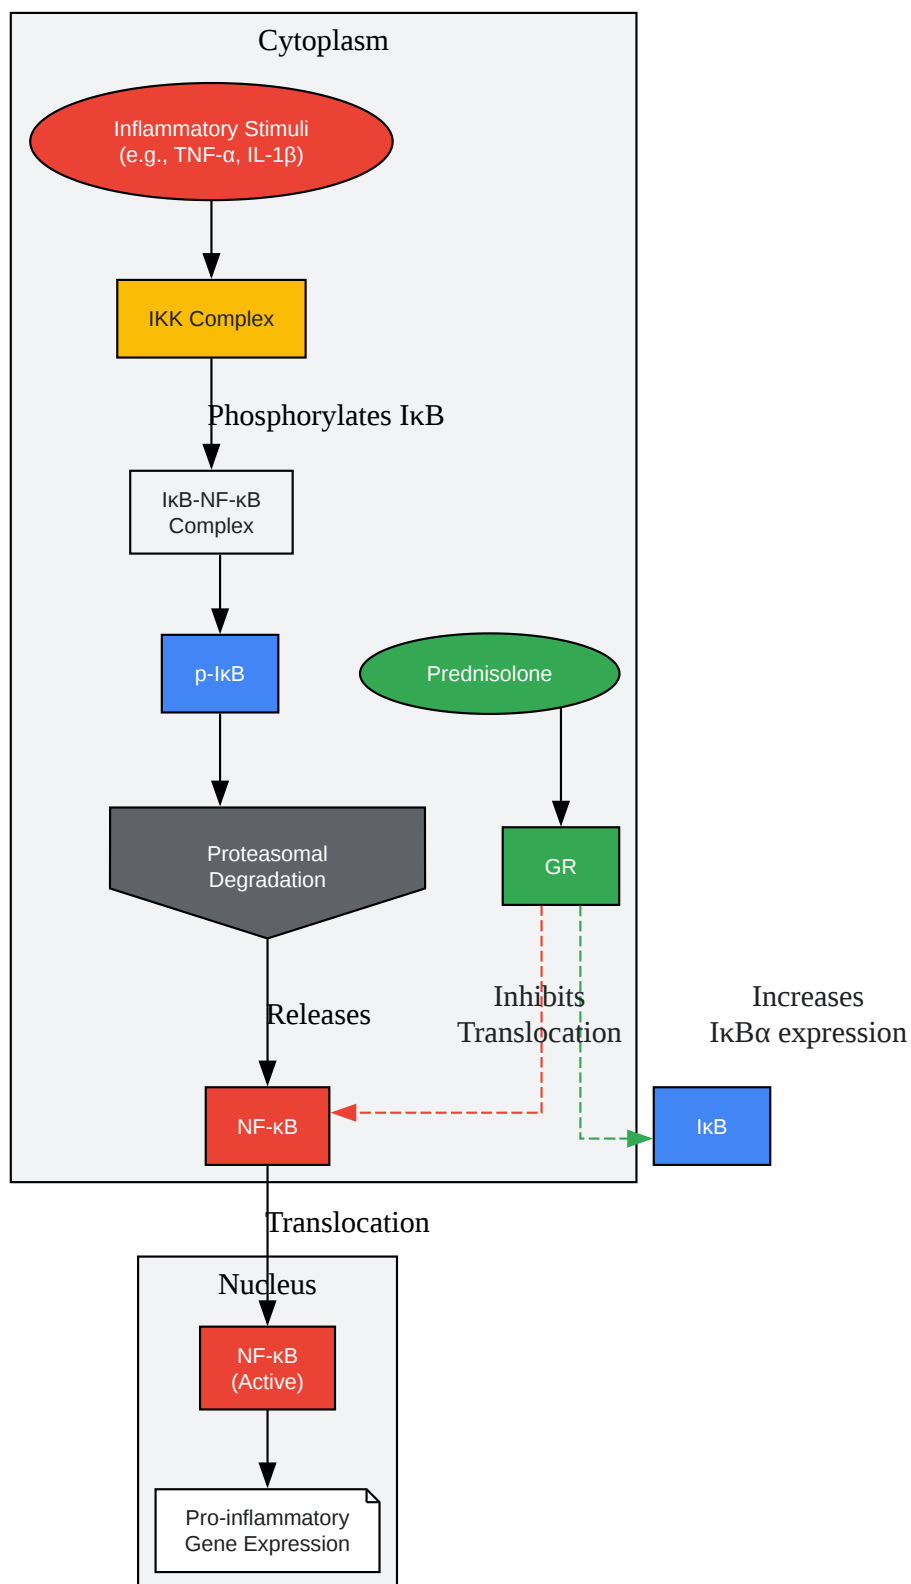 Cytoplasm
Inflammatory Stimuli
(e.g., TNF-α, IL-1β)
IKK Complex
Phosphorylates IκB
IκB-NF-κB
Complex
p-IκB
Prednisolone
Proteasomal
Degradation
GR
Releases
Inhibits
Translocation
Increases
IκBα expression
NF-κB
IκB
Translocation
Nucleus
NF-κB
(Active)
Pro-inflammatory
Gene Expression